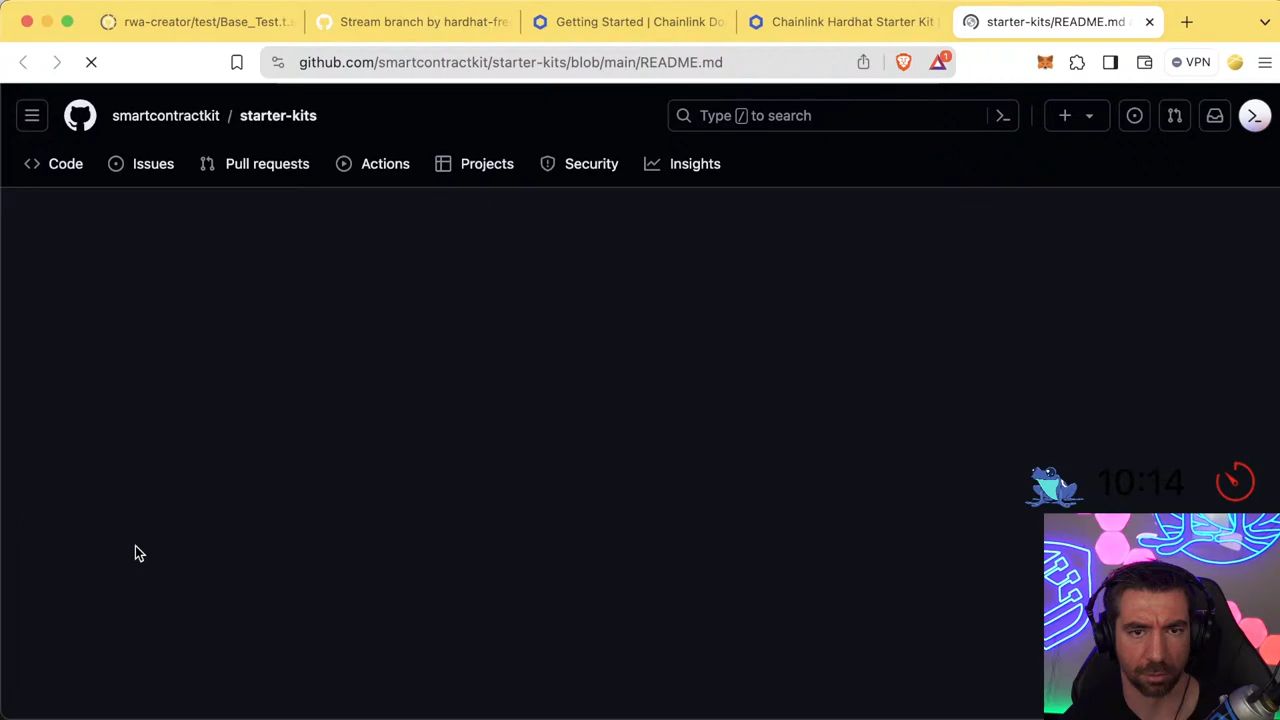 rwa-creator/test/Base_Test.t.s
Stream branch by hardhat-fre
Getting Started | Chainlink Do
Chainlink Hardhat Starter Kit |
starter-kits/README.md
github.com/smartcontractkit/starter-kits/blob/main/README.md
1
VPN
smartcontractkit / starter-kits
Type / to search
Code
Issues
Pull requests
Actions
Projects
Security
Insights
10:14